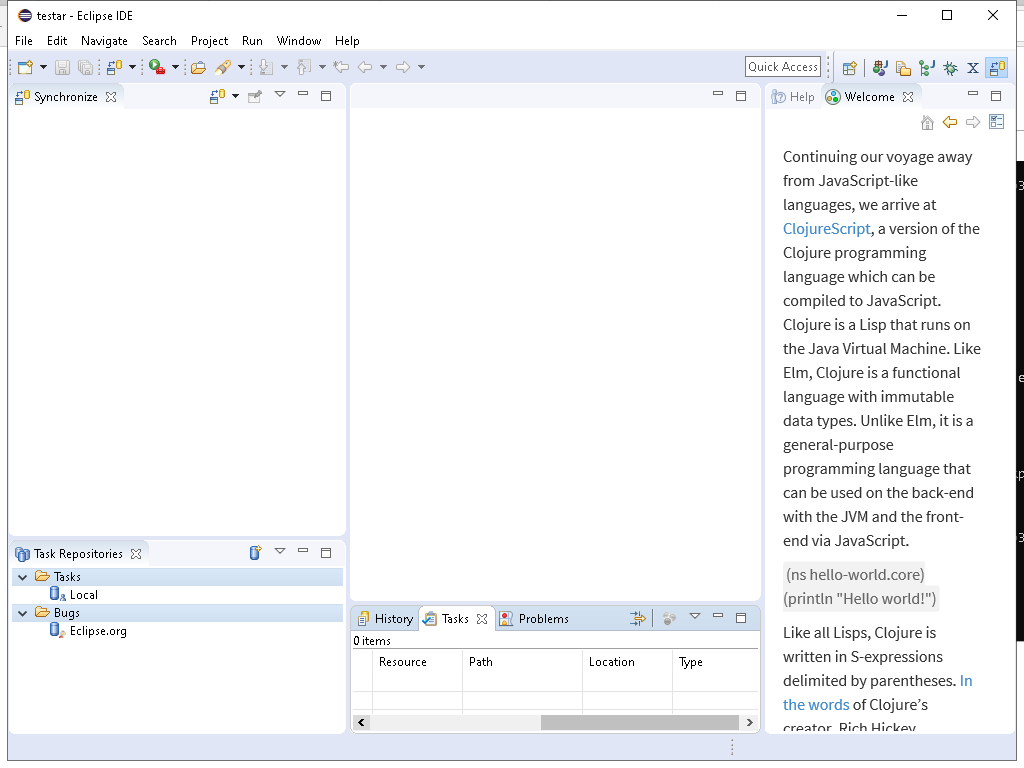 testar - Eclipse IDE
File Edit Navigate Search Project Run Window Help
Quick Access
Synchronize
Help Welcome
Continuing our voyage away
from JavaScript-like
languages, we arrive at
ClojureScript, a version of the
Clojure programming
language which can be
compiled to JavaScript.
Clojure is a Lisp that runs on
the Java Virtual Machine. Like
Elm, Clojure is a functional
language with immutable
data types. Unlike Elm, it is a
general-purpose
programming language that
can be used on the back-end
with the JVM and the front-
end via JavaScript.
(ns hello-world.core)
(println "Hello world!")
Like all Lisps, Clojure is
written in S-expressions
delimited by parentheses. In
the words of Clojure's
creator, Rich Hickey
Task Repositories
Tasks
Local
Bugs
Eclipse.org
History Tasks Problems
0 items
Resource Path Location Type